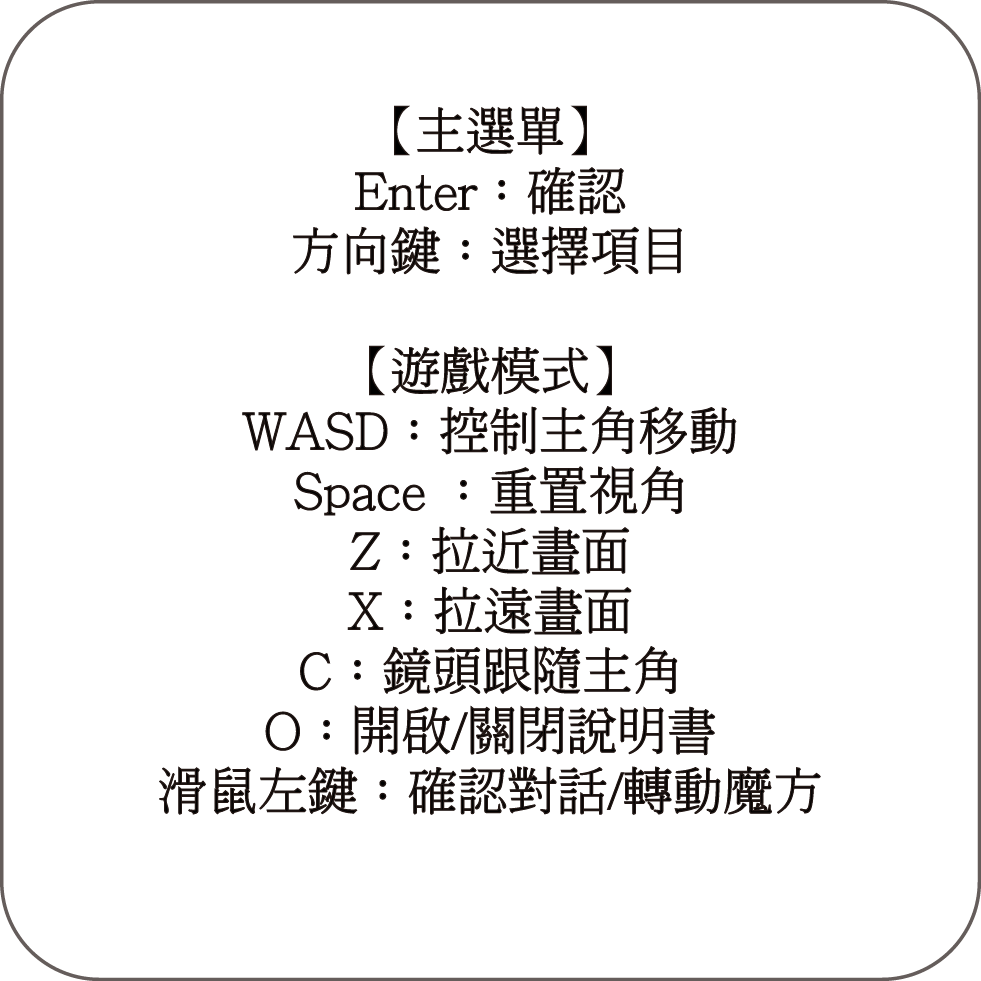 【主選單】
Enter：確認
方向鍵：選擇項目
【遊戲模式】
WASD：控制主角移動
Space ：重置視角
Z：拉近畫面
X：拉遠畫面
C：鏡頭跟隨主角
O：開啟/關閉說明書
滑鼠左鍵：確認對話/轉動魔方